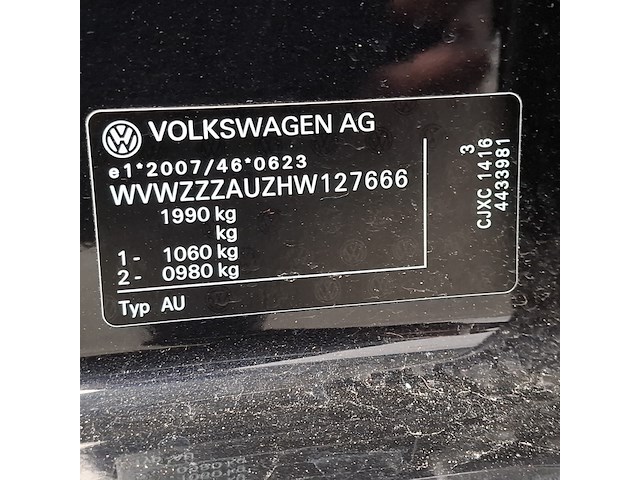 VOLKSWAGEN AG
e1*2007/46*0623
WVWZZZAUZHW127666
1990 kg
kg
1- 1060 kg
2- 0980 kg
Typ AU
3
CJXC 1416
4433981